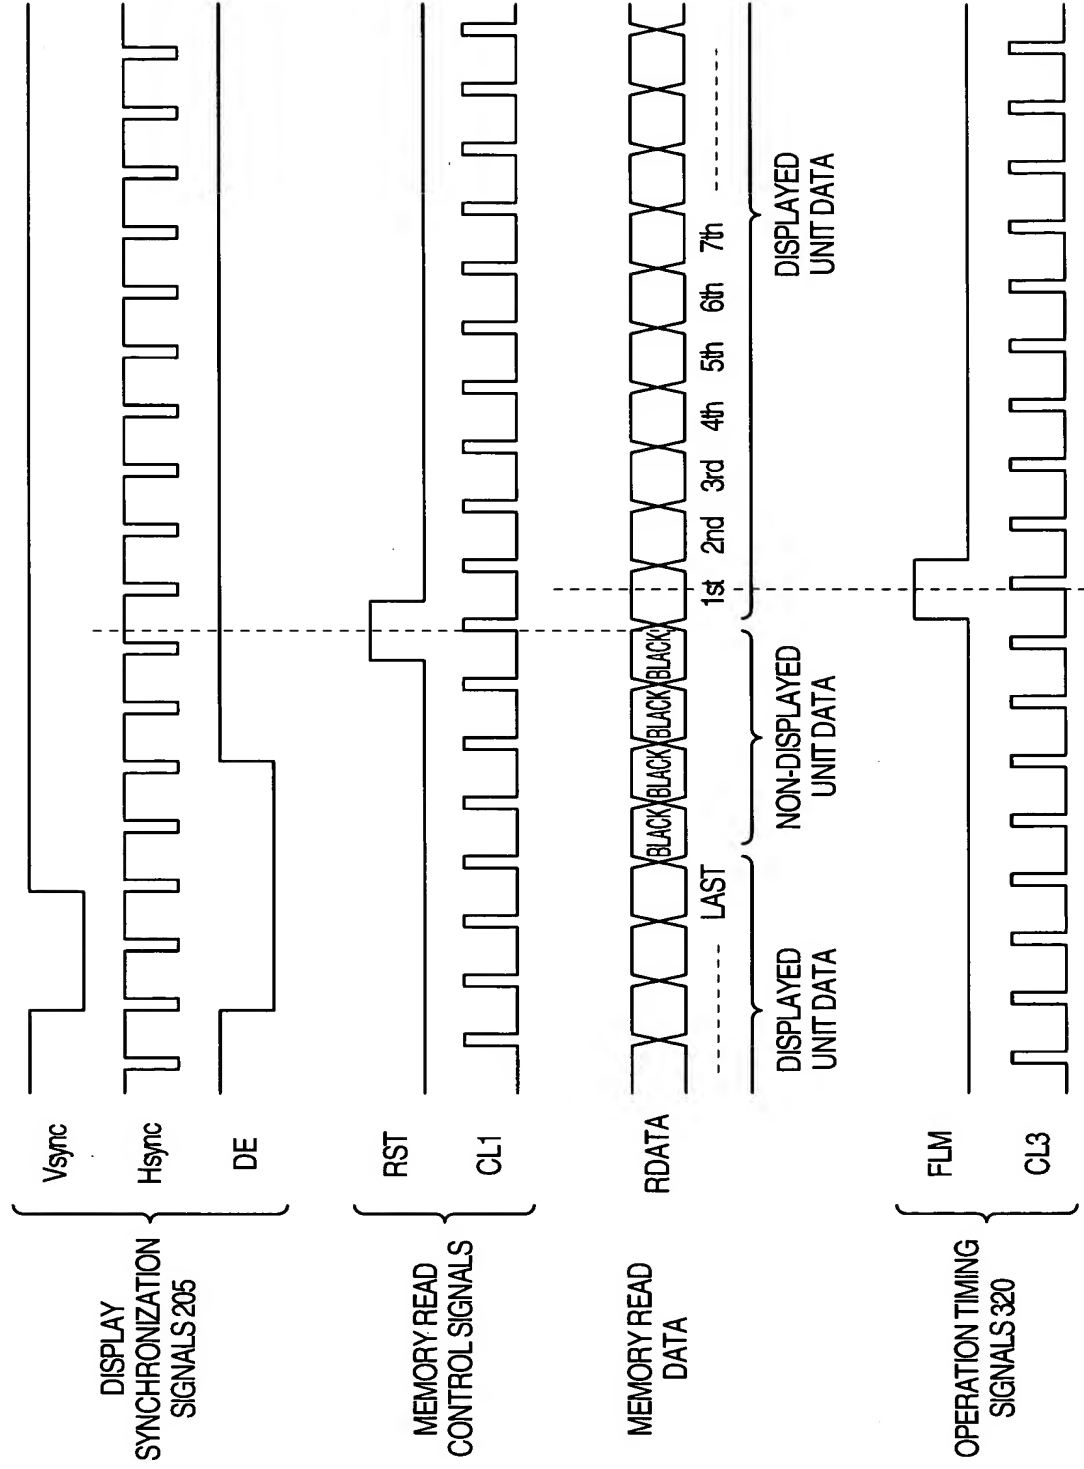 DISPLAY
SYNCHRONIZATION
SIGNALS 205
Vsync
Hsync
DE
MEMORY READ
CONTROL SIGNALS
RST
CL1
MEMORY READ
DATA
RDATA
BLACK BLACK BLACK BLACK
LAST 1st 2nd 3rd 4th 5th 6th 7th
DISPLAYED
UNIT DATA
NON-DISPLAYED
UNIT DATA
DISPLAYED
UNIT DATA
OPERATION TIMING
SIGNALS 320
FLM
CL3